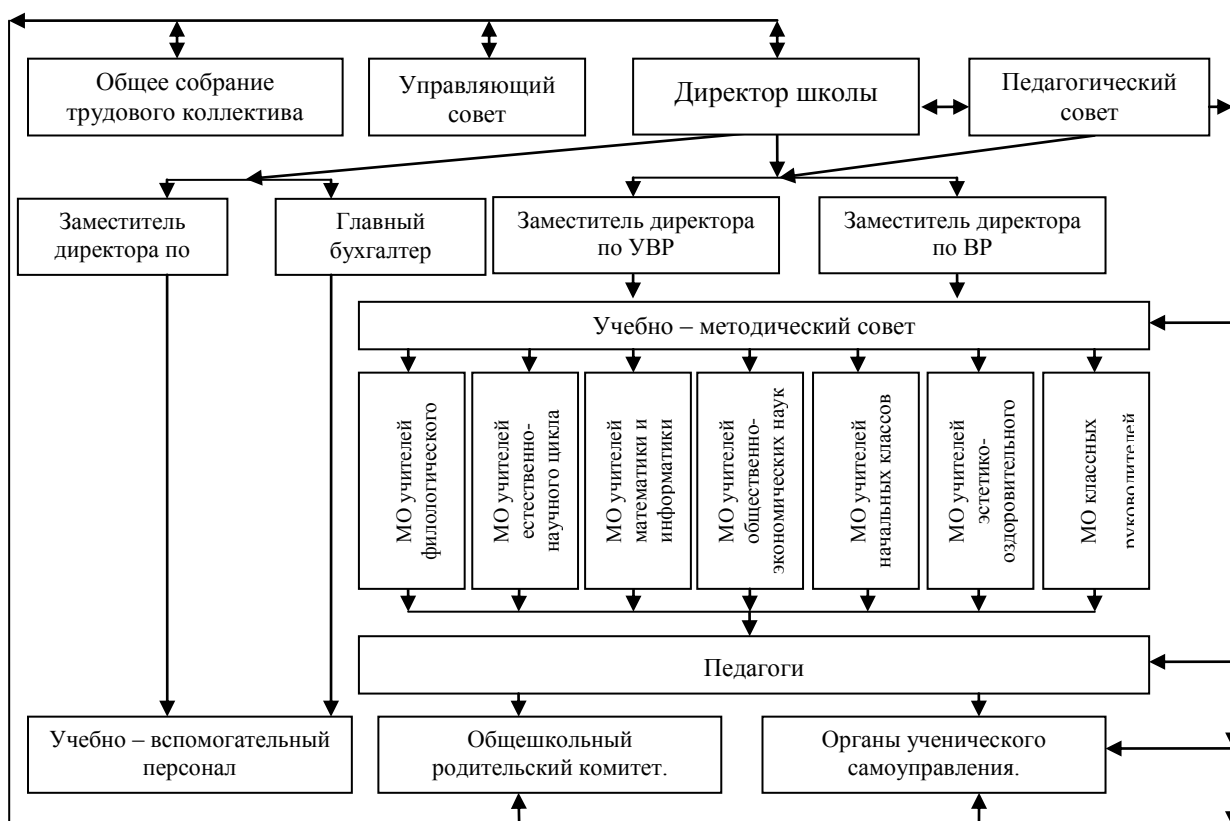 Общее собрание
трудового коллектива
Управляющий
совет
Директор школы
Педагогический
совет
Заместитель
директора по
Главный
бухгалтер
Заместитель директора
по УВР
Заместитель директора
по ВР
Учебно – методический совет
МО учителей
филологического
МО учителей
естественно-
научного цикла
МО учителей
математики и
информатики
МО учителей
общественно-
экономических наук
МО учителей
начальных классов
МО учителей
эстетико-
оздоровительного
МО классных
руководителей
Педагоги
Учебно – вспомогательный
персонал
Общешкольный
родительский комитет.
Органы ученического
самоуправления.